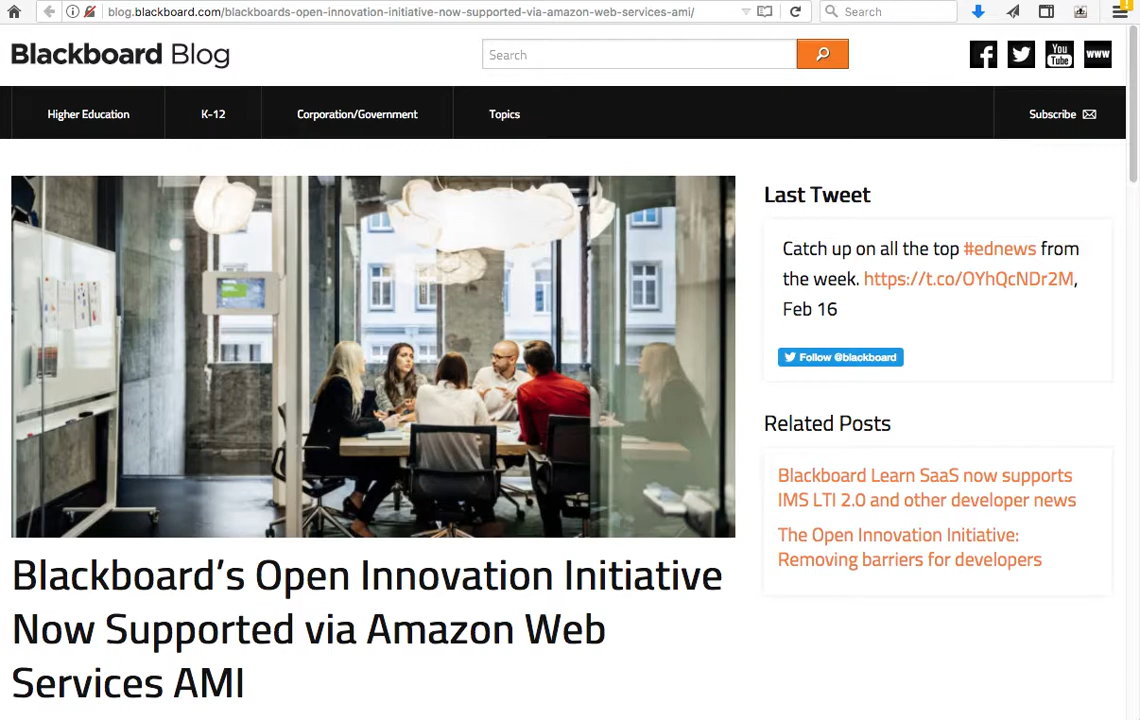 blog.blackboard.com/blackboards-open-innovation-initiative-now-supported-via-amazon-web-services-ami/
Search
Blackboard Blog
Search
You Tube
www
Higher Education
K-12
Corporation/Government
Topics
Subscribe
Last Tweet
Catch up on all the top #ednews from
the week. https://t.co/OYhQcNDr2M,
Feb 16
Follow @blackboard
Related Posts
Blackboard Learn SaaS now supports
IMS LTI 2.0 and other developer news
The Open Innovation Initiative:
Removing barriers for developers
Blackboard’s Open Innovation Initiative
Now Supported via Amazon Web
Services AMI